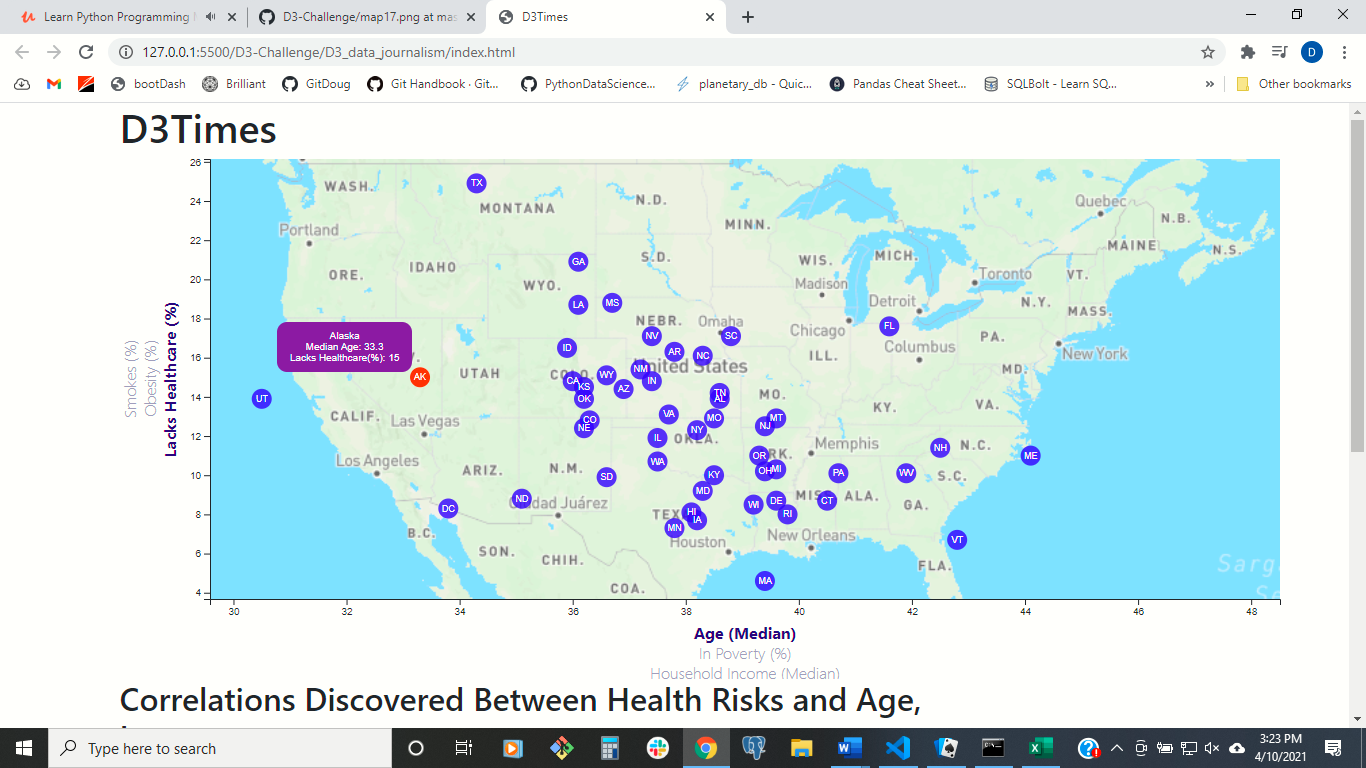 Learn Python Programming
D3-Challenge/map17.png at mas
D3Times
127.0.0.1:5500/D3-Challenge/D3_data_journalism/index.html
D
bootDash
Brilliant
GitDoug
Git Handbook · Git...
PythonDataScience...
planetary_db - Quic...
Pandas Cheat Sheet...
SQLBolt - Learn SQ...
»
Other bookmarks
D3Times
26
24
22
20
18
16
14
12
10
8
6
4
Smokes (%)
Obesity (%)
Lacks Healthcare (%)
WASH.
MONTANA
N.D.
MINN.
Quebec
N.B.
Portland
MAINE
N.S.
ORE.
IDAHO
S.D.
WIS.
MICH.
Toronto
VT.
WYO.
Madison
Detroit
N.Y.
MASS.
NEBR.
Omaha
Chicago
PA.
Columbus
New York
ILL.
United States
MD.
UTAH
MO.
KY.
VA.
CALIF.
Las Vegas
OKLA.
Memphis
N.C.
Los Angeles
ARIZ.
N.M.
S.C.
ALA.
GA.
B.C.
Houston
New Orleans
SON.
CHIH.
FLA.
COA.
TX
GA
LA
MS
NV
SC
FL
ID
AR
NC
Alaska
Median Age: 33.3
Lacks Healthcare(%): 15
AK
UT
CA
KS
OK
WY
AZ
NM
IN
TN
AL
CO
NE
VA
MO
MT
NJ
IL
NY
NH
ME
WA
OR
OH
MI
SD
KY
PA
WV
MD
ND
DC
WI
DE
CT
RI
HI
IA
MN
VT
MA
30
32
34
36
38
40
42
44
46
48
Age (Median)
In Poverty (%)
Household Income (Median)
Correlations Discovered Between Health Risks and Age,
Type here to search
3:23 PM
4/10/2021